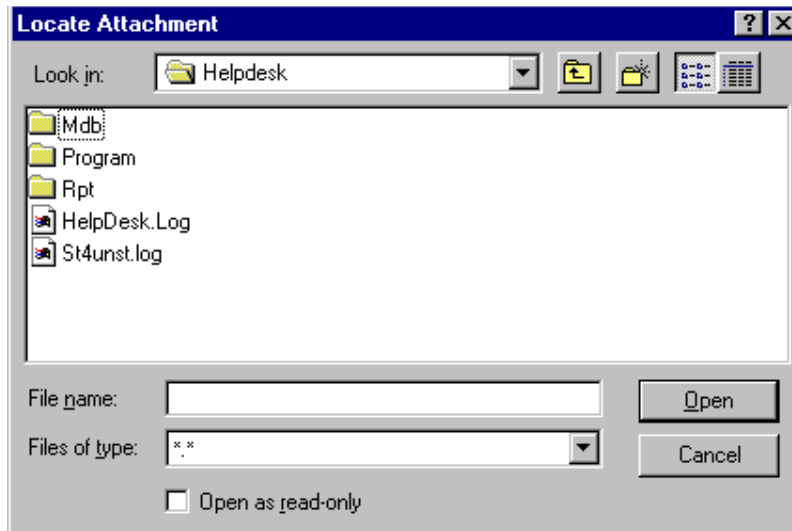 Locate Attachment
Look in: Helpdesk
Mdb
Program
Rpt
HelpDesk.Log
St4unst.log
File name:
Open
Files of type: *.*
Cancel
Open as read-only